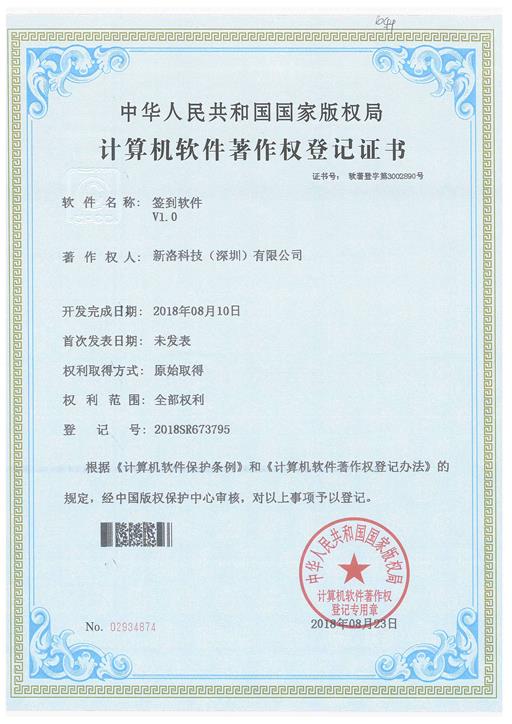 中华人民共和国国家版权局
计算机软件著作权登记证书
证书号： 软著登字第3002890号
软件名称： 签到软件
V1.0
著作权人： 新洛科技（深圳）有限公司
开发完成日期： 2018年08月10日
首次发表日期： 未发表
权利取得方式： 原始取得
权利范围： 全部权利
登记号： 2018SR673795
根据《计算机软件保护条例》和《计算机软件著作权登记办法》的
规定，经中国版权保护中心审核，对以上事项予以登记。
中华人民共和国国家版权局
计算机软件著作权
登记专用章
No. 02934874
2018年08月23日